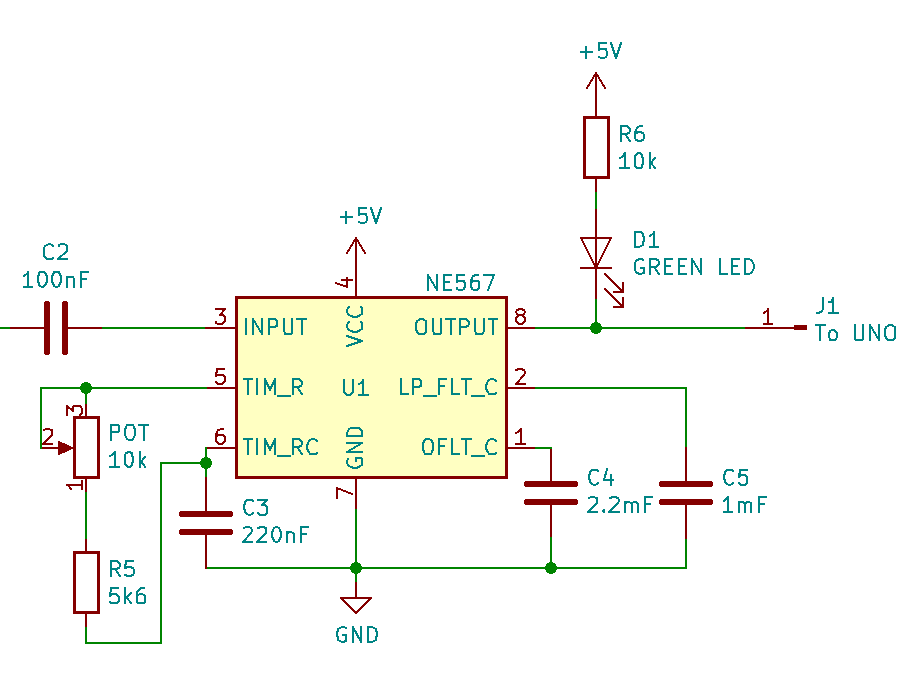 +5V
R6
10k
+5V
C2
100nF
D1
GREEN LED
4
NE567
3
INPUT
VCC
OUTPUT
8
1
J1
To UNO
5
TIM_R
U1
LP_FLT_C
2
3
2
POT
10k
1
6
TIM_RC
GND
OFLT_C
1
7
C3
220nF
C4
2.2mF
C5
1mF
R5
5k6
GND